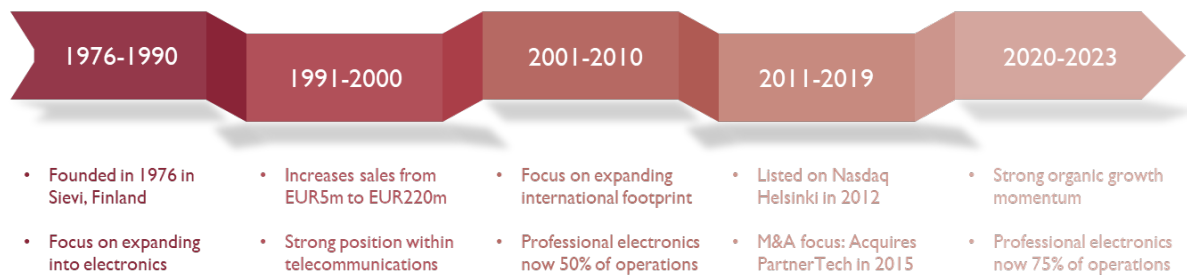 1976-1990
1991-2000
2001-2010
2011-2019
2020-2023
• Founded in 1976 in
Sievi, Finland
• Focus on expanding
into electronics
• Increases sales from
EUR5m to EUR220m
• Strong position within
telecommunications
• Focus on expanding
international footprint
• Professional electronics
now 50% of operations
• Listed on Nasdaq
Helsinki in 2012
• M&A focus: Acquires
PartnerTech in 2015
• Strong organic growth
momentum
• Professional electronics
now 75% of operations